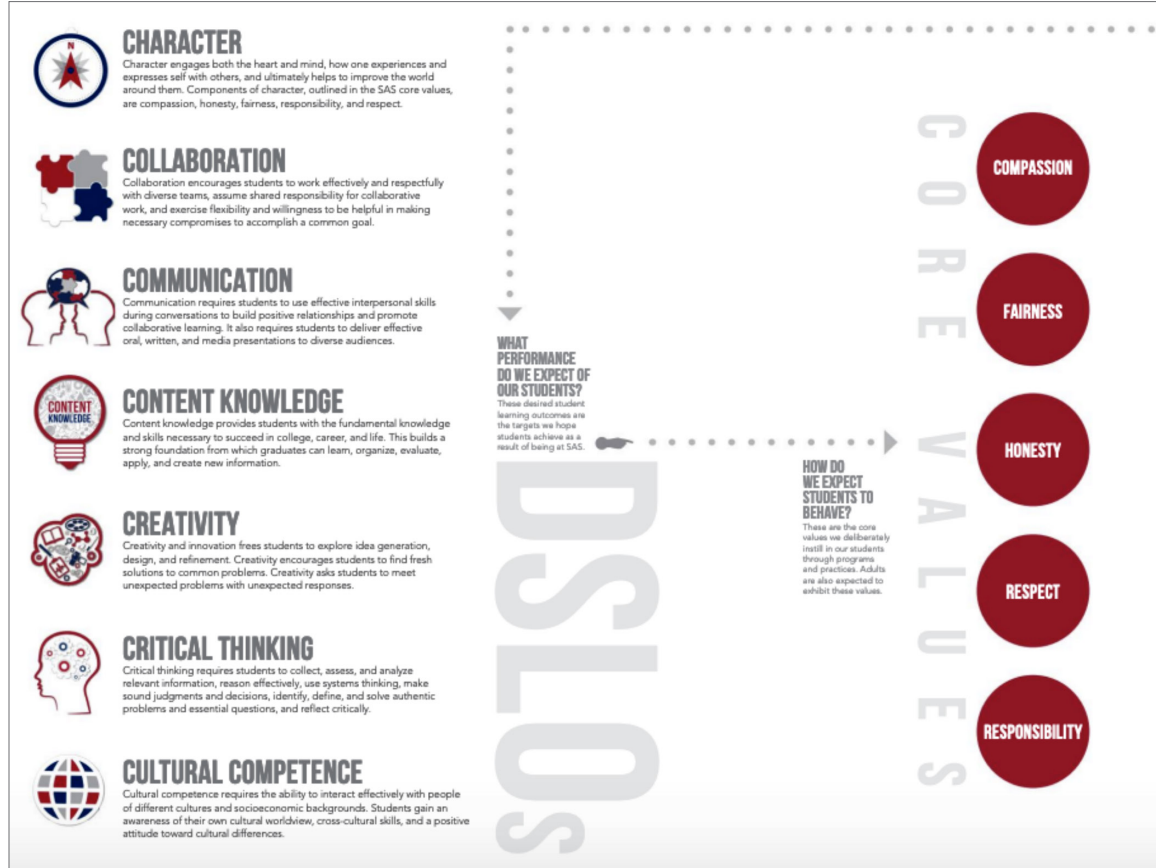 N
CHARACTER
Character engages both the heart and mind, how one experiences and
expresses self with others, and ultimately helps to improve the world
around them. Components of character, outlined in the SAS core values,
are compassion, honesty, fairness, responsibility, and respect.
COLLABORATION
Collaboration encourages students to work effectively and respectfully
with diverse teams, assume shared responsibility for collaborative
work, and exercise flexibility and willingness to be helpful in making
necessary compromises to accomplish a common goal.
COMMUNICATION
Communication requires students to use effective interpersonal skills
during conversations to build positive relationships and promote
collaborative learning. It also requires students to deliver effective
oral, written, and media presentations to diverse audiences.
CONTENT
KNOWLEDGE
CONTENT KNOWLEDGE
Content knowledge provides students with the fundamental knowledge
and skills necessary to succeed in college, career, and life. This builds a
strong foundation from which graduates can learn, organize, evaluate,
apply, and create new information.
CREATIVITY
Creativity and innovation frees students to explore idea generation,
design, and refinement. Creativity encourages students to find fresh
solutions to common problems. Creativity asks students to meet
unexpected problems with unexpected responses.
CRITICAL THINKING
Critical thinking requires students to collect, assess, and analyze
relevant information, reason effectively, use systems thinking, make
sound judgments and decisions, identify, define, and solve authentic
problems and essential questions, and reflect critically.
CULTURAL COMPETENCE
Cultural competence requires the ability to interact effectively with people
of different cultures and socioeconomic backgrounds. Students gain an
awareness of their own cultural worldview, cross-cultural skills, and a positive
attitude toward cultural differences.
WHAT
PERFORMANCE
DO WE EXPECT OF
OUR STUDENTS?
These desired student
learning outcomes are
the targets we hope
students achieve as a
result of being at SAS.
DSLOS
HOW DO
WE EXPECT
STUDENTS TO
BEHAVE?
These are the core
values we deliberately
instill in our students
through programs
and practices. Adults
are also expected to
exhibit these values.
CORE VALUES
COMPASSION
FAIRNESS
HONESTY
RESPECT
RESPONSIBILITY